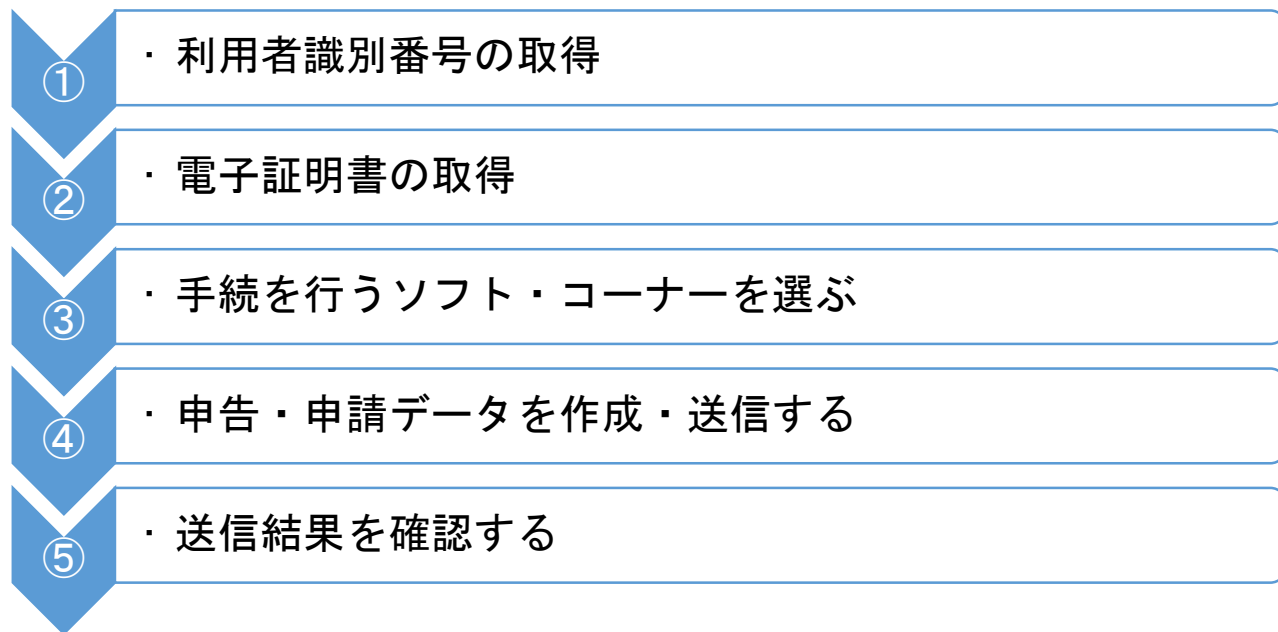 ①
・利用者識別番号の取得
②
・電子証明書の取得
③
・手続を行うソフト・コーナーを選ぶ
④
・申告・申請データを作成・送信する
⑤
・送信結果を確認する